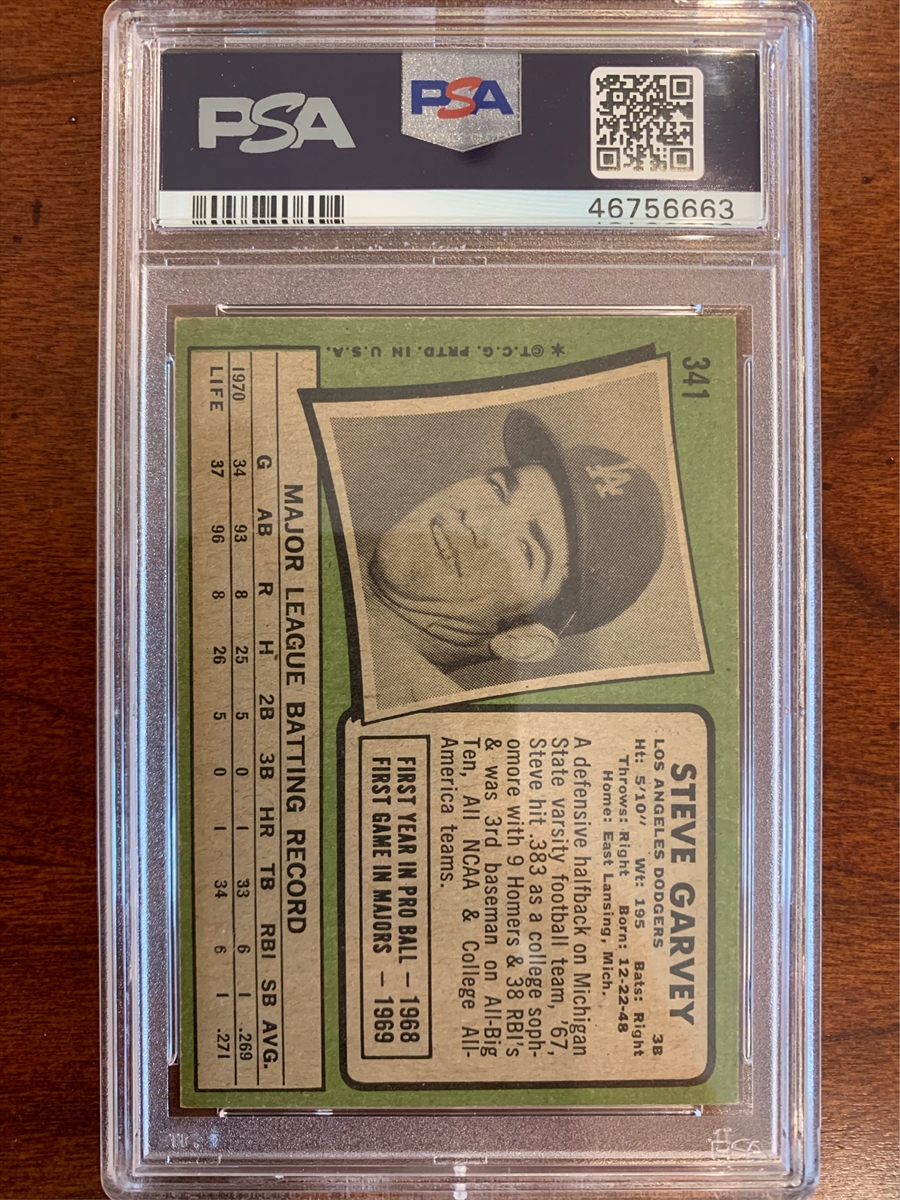 PSA
PSA
46756663
341
*©T.C.G. PRTD. IN U.S.A.
LA
STEVE GARVEY
LOS ANGELES DODGERS 3B
Ht: 5'10" Wt: 195 Bats: Right
Throws: Right Born: 12-22-48
Home: East Lansing, Mich.
A defensive halfback on Michigan
State varsity football team, '67,
Steve hit .383 as a college soph-
omore with 9 Homers & 38 RBI's
& was 3rd baseman on All-Big
Ten, All NCAA & College All-
America teams.
FIRST YEAR IN PRO BALL — 1968
FIRST GAME IN MAJORS — 1969
MAJOR LEAGUE BATTING RECORD
G AB R H 2B 3B HR TB RBI SB AVG.
1970 34 93 8 25 5 0 1 33 6 1 .269
LIFE 37 96 8 26 5 0 1 34 6 1 .271